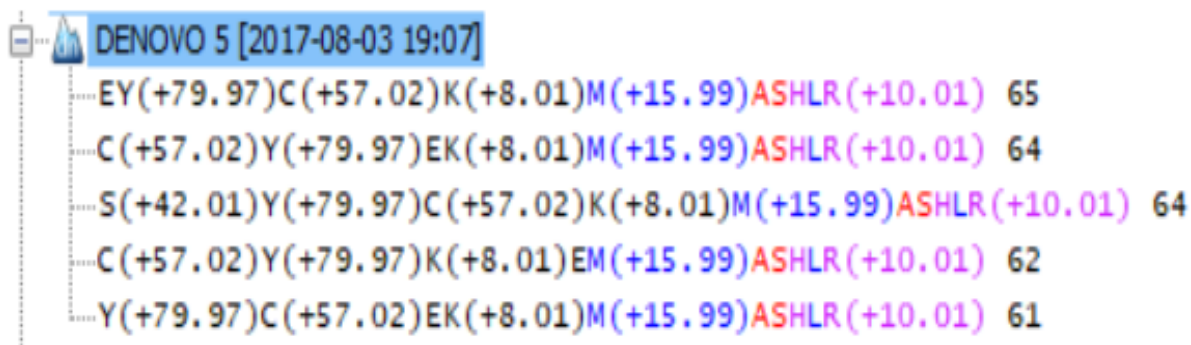 DENOVO 5 [2017-08-03 19:07]
EY(+79.97)C(+57.02)K(+8.01)M(+15.99)ASHLR(+10.01) 65
C(+57.02)Y(+79.97)EK(+8.01)M(+15.99)ASHLR(+10.01) 64
S(+42.01)Y(+79.97)C(+57.02)K(+8.01)M(+15.99)ASHLR(+10.01) 64
C(+57.02)Y(+79.97)K(+8.01)EM(+15.99)ASHLR(+10.01) 62
Y(+79.97)C(+57.02)EK(+8.01)M(+15.99)ASHLR(+10.01) 61